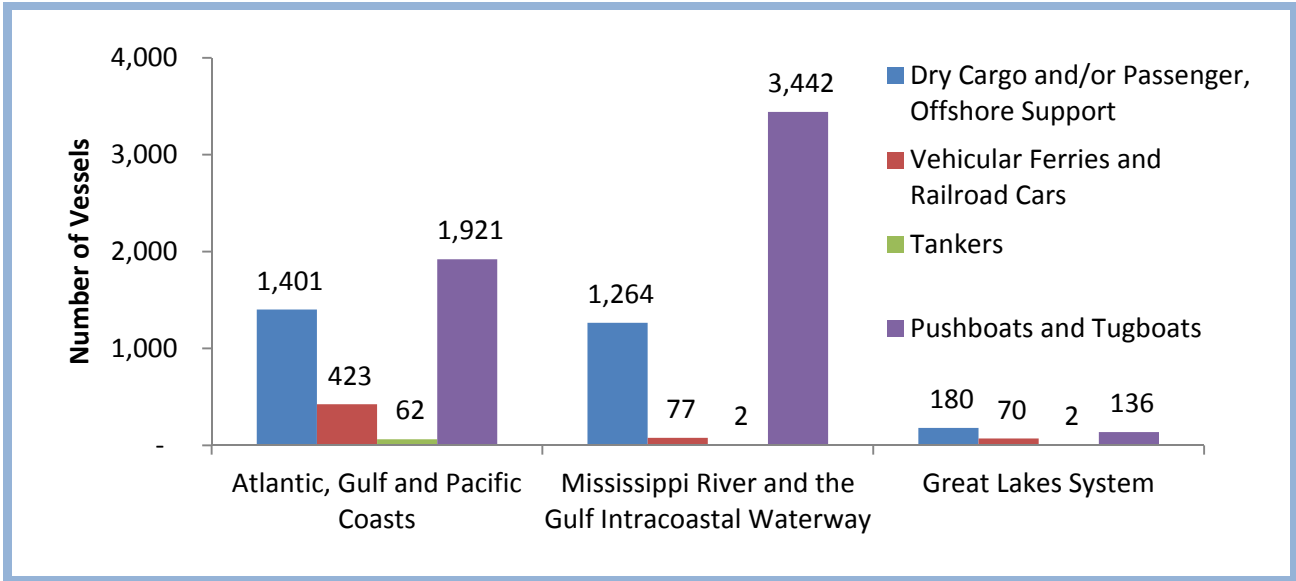 4,000
3,000
2,000
1,000
-
Number of Vessels
1,401
423
62
1,921
1,264
77
2
3,442
180
70
2
136
Atlantic, Gulf and Pacific
Coasts
Mississippi River and the
Gulf Intracoastal Waterway
Great Lakes System
Dry Cargo and/or Passenger,
Offshore Support
Vehicular Ferries and
Railroad Cars
Tankers
Pushboats and Tugboats